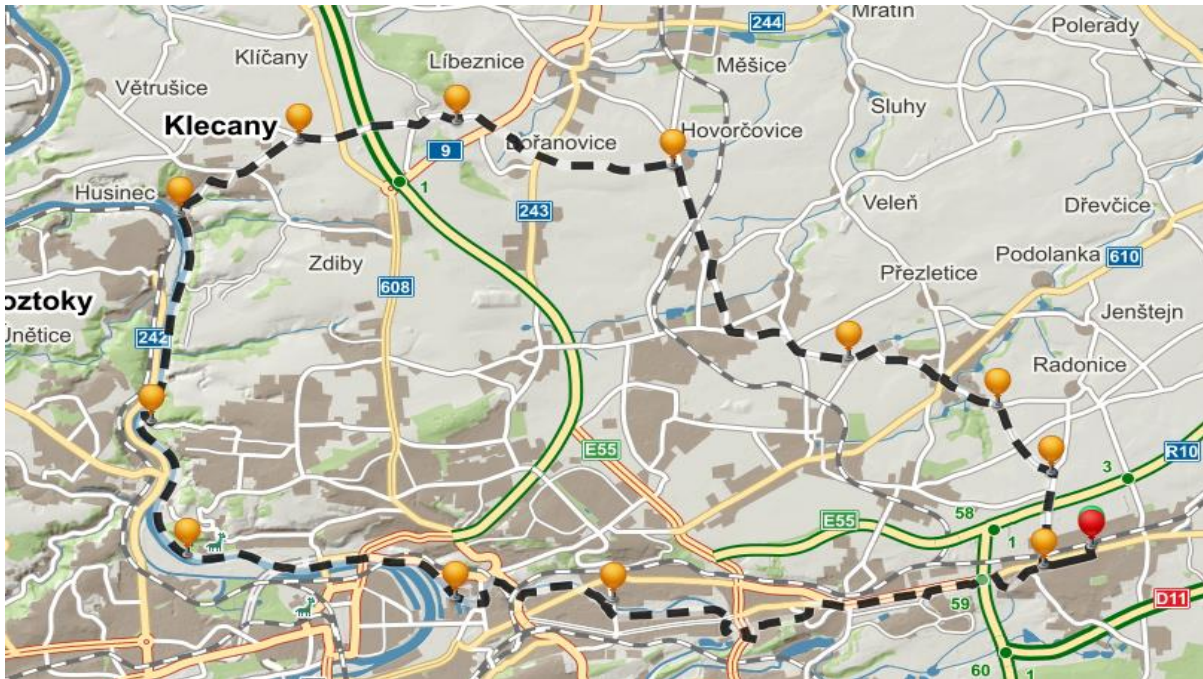 Mratín
244
Polerady
Klíčany
Líbeznice
Měšice
Větrušice
Sluhy
Klecany
Hovorčovice
9
Bořanovice
1
Husinec
243
Veleň
Dřevčice
Zdiby
Podolanka
610
Přezletice
608
oztoky
Únětice
242
Jenštejn
Radonice
E55
R10
3
58
E55
1
59
D11
60
1